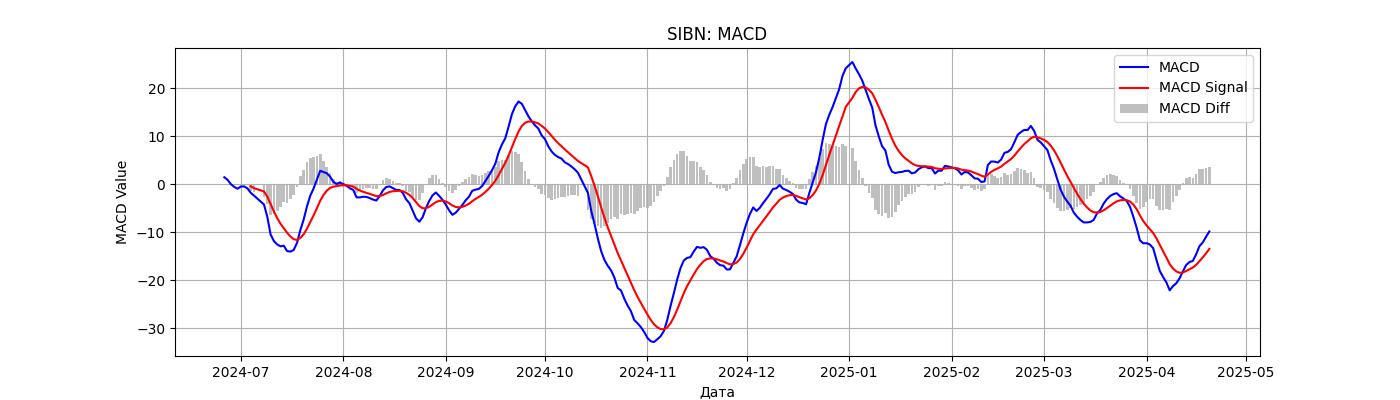 SIBN: MACD
MACD
MACD Signal
MACD Diff
MACD Value
20
10
0
−10
−20
−30
2024-07 2024-08 2024-09 2024-10 2024-11 2024-12 2025-01 2025-02 2025-03 2025-04 2025-05
Дата